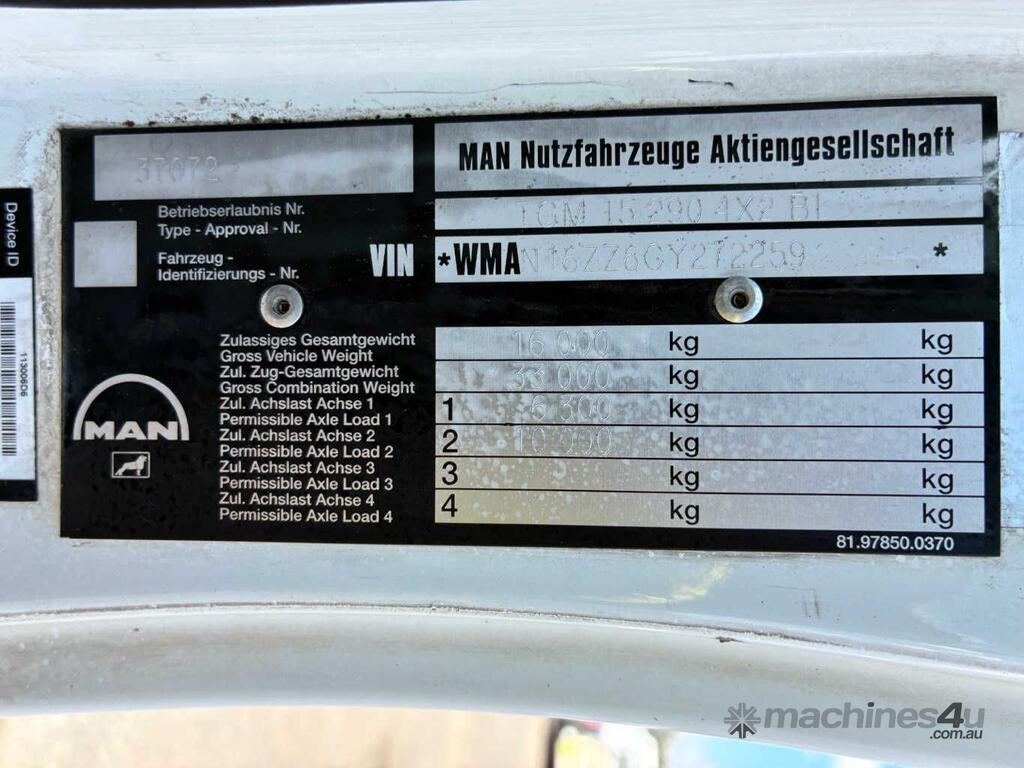 37072
MAN Nutzfahrzeuge Aktiengesellschaft
Betriebserlaubnis Nr.
Type - Approval - Nr.
TGM 15 290 4X2 BL
Fahrzeug -
Identifizierungs - Nr.
VIN
*WMAN16ZZ6GY272259 *
Zulassiges Gesamtgewicht
Gross Vehicle Weight
16 000 kg kg
Zul. Zug-Gesamtgewicht
Gross Combination Weight
33 000 kg kg
Zul. Achslast Achse 1
Permissible Axle Load 1
1 6 300 kg kg
Zul. Achslast Achse 2
Permissible Axle Load 2
2 10 000 kg kg
Zul. Achslast Achse 3
Permissible Axle Load 3
3 kg kg
Zul. Achslast Achse 4
Permissible Axle Load 4
4 kg kg
MAN
81.97850.0370
Device ID
machines4u
.com.au